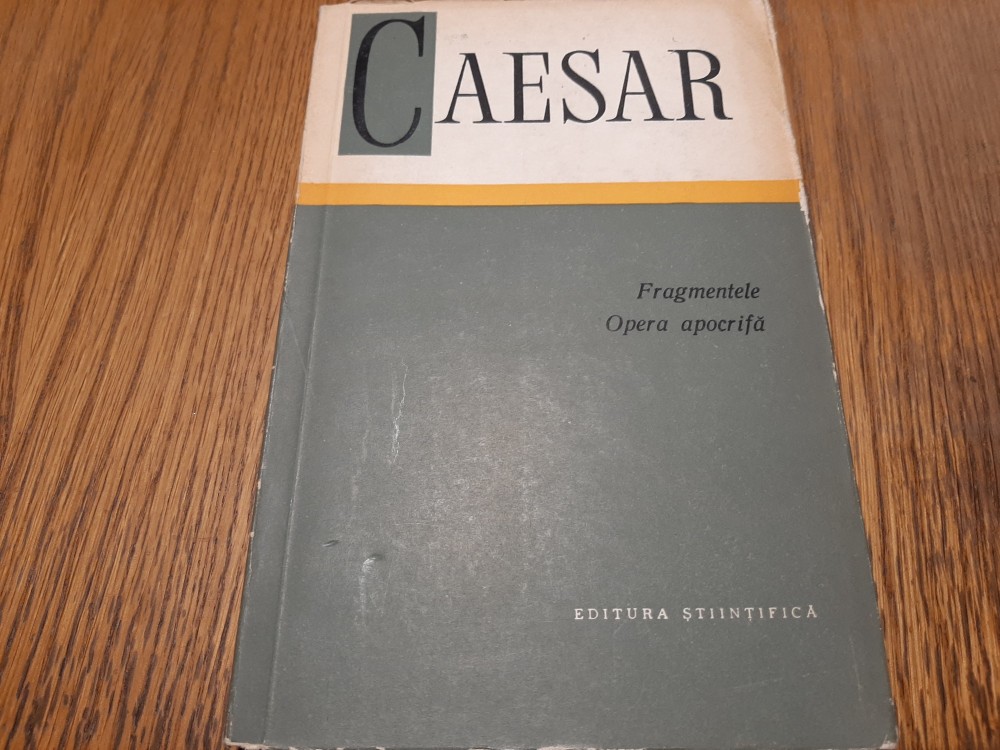 CAESAR
Fragmentele
Opera apocrifă
EDITURA ȘTIINȚIFICĂ